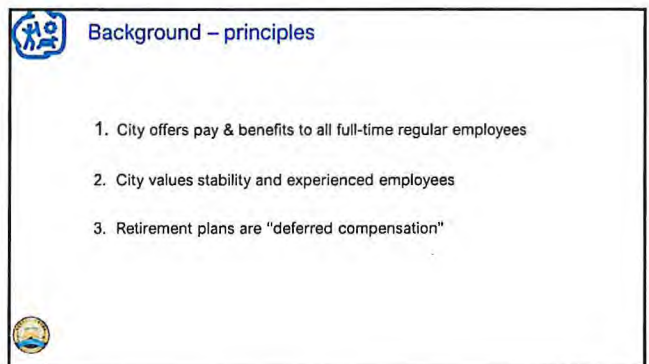 Background – principles
1. City offers pay & benefits to all full-time regular employees
2. City values stability and experienced employees
3. Retirement plans are "deferred compensation"